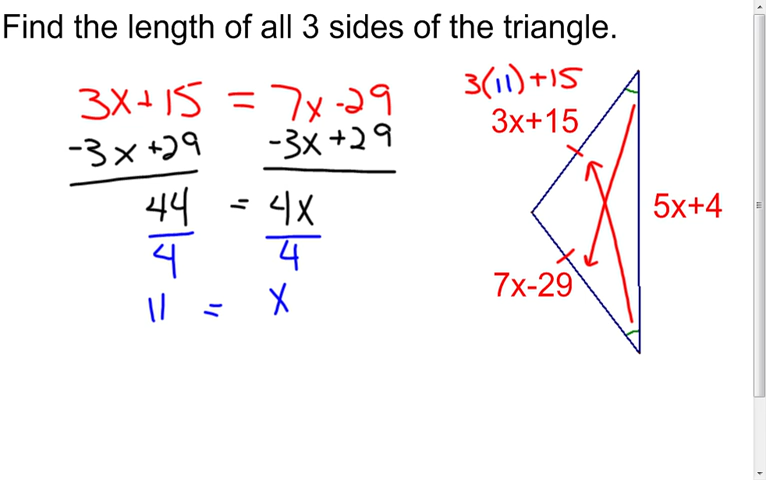 Find the length of all 3 sides of the triangle.
3x+15 = 7x-29
-3x+29 -3x+29
44 = 4x
4 4
11 = x
3(11)+15
3x+15
5x+4
7x-29